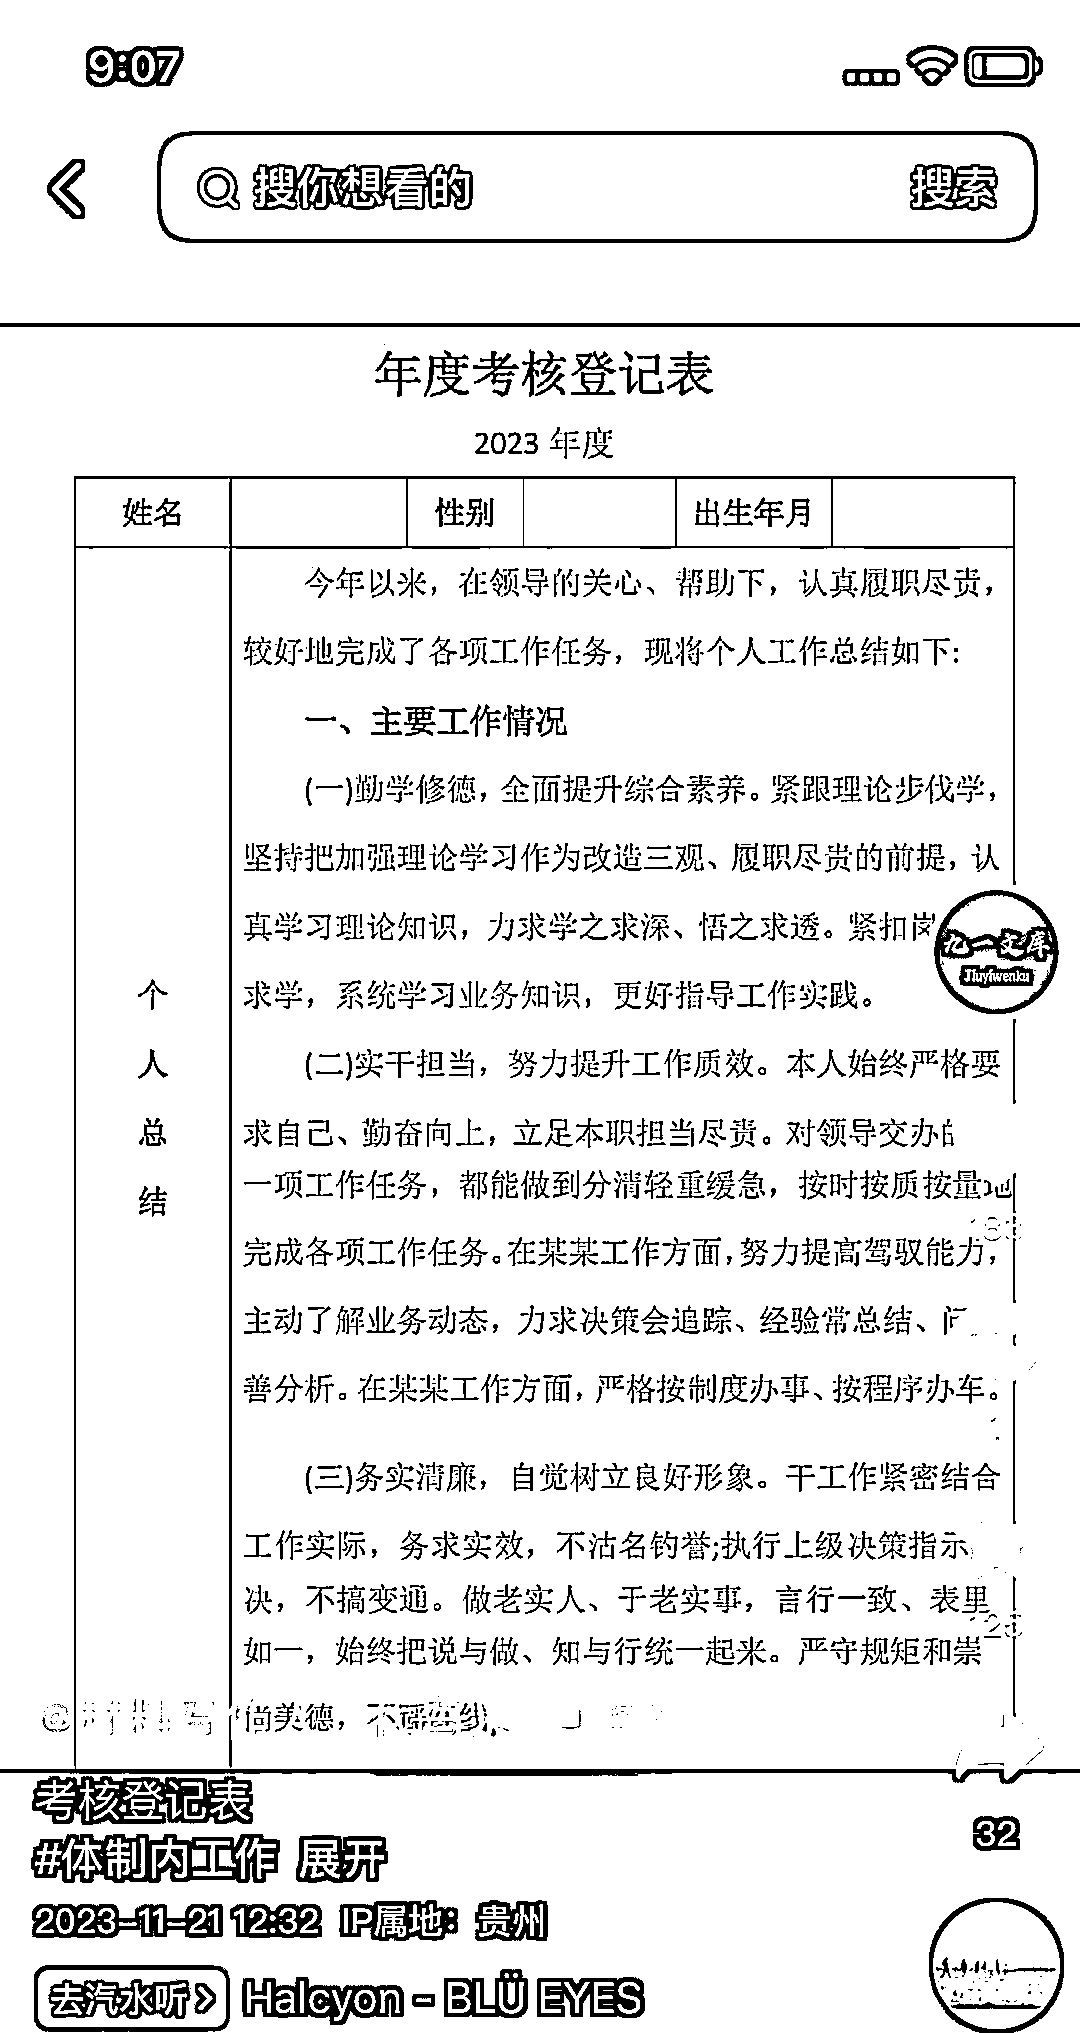 9:07
搜你想看的 搜索
年度考核登记表
2023 年度
姓名 性别 出生年月
个人总结
今年以来，在领导的关心、帮助下，认真履职尽责，
较好地完成了各项工作任务，现将个人工作总结如下:
一、主要工作情况
(一)勤学修德，全面提升综合素养。紧跟理论步伐学，
坚持把加强理论学习作为改造三观、履职尽责的前提，认
真学习理论知识，力求学之求深、悟之求透。紧扣岗
九一文库
Jiuyiwenku
求学，系统学习业务知识，更好指导工作实践。
(二)实干担当，努力提升工作质效。本人始终严格要
求自己、勤奋向上，立足本职担当尽责。对领导交办
一项工作任务，都能做到分清轻重缓急，按时按质按量地
完成各项工作任务。在某某工作方面，努力提高驾驭能力，
主动了解业务动态，力求决策会追踪、经验常总结、
善分析。在某某工作方面，严格按制度办事、按程序办车。
(三)务实清廉，自觉树立良好形象。干工作紧密结合
工作实际，务求实效，不沽名钓誉;执行上级决策指示
决，不搞变通。做老实人、于老实事，言行一致、表里
如一，始终把说与做、知与行统一起来。严守规矩和崇
尚美德，不碰红线
考核登记表
32
#体制内工作 展开
2023-11-21 12:32 IP属地：贵州
去汽水听 > Halcyon - BLÜ EYES